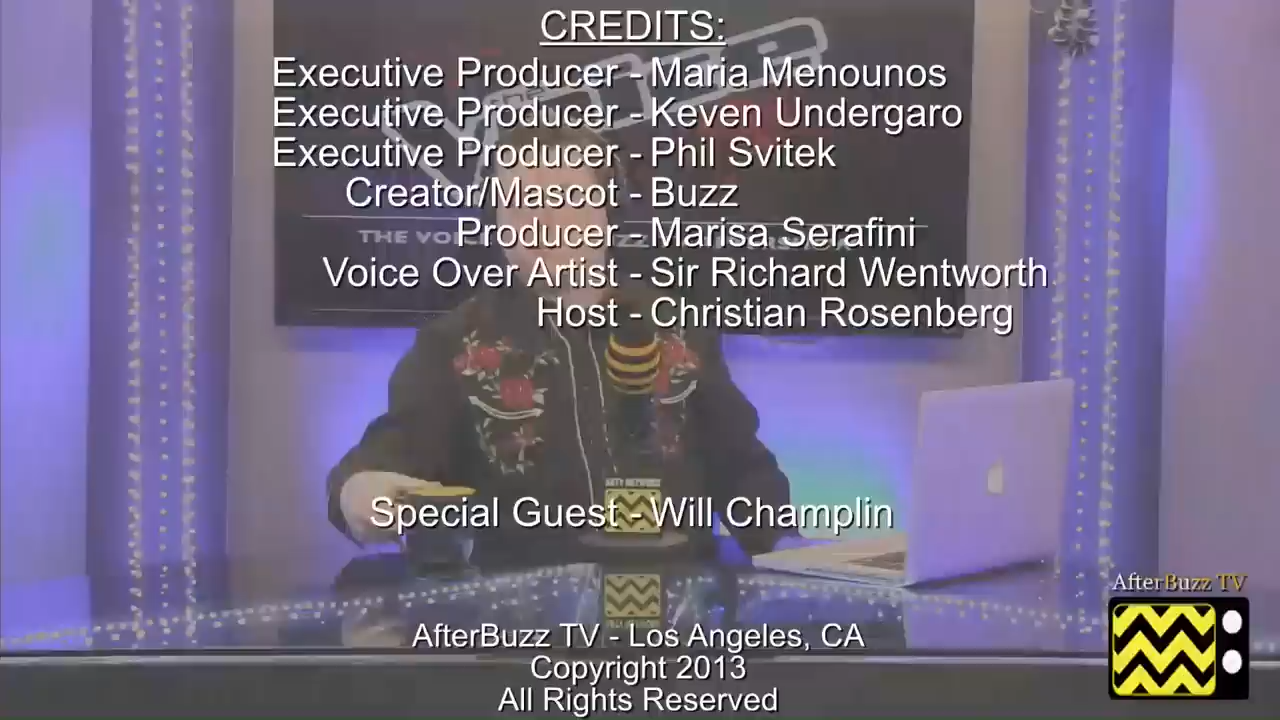 CREDITS:
Executive Producer - Maria Menounos
Executive Producer - Keven Undergaro
Executive Producer - Phil Svitek
Creator/Mascot - Buzz
Producer - Marisa Serafini
Voice Over Artist - Sir Richard Wentworth
Host - Christian Rosenberg
THE
Special Guest - Will Champlin
AfterBuzz TV
AfterBuzz TV - Los Angeles, CA
Copyright 2013
All Rights Reserved